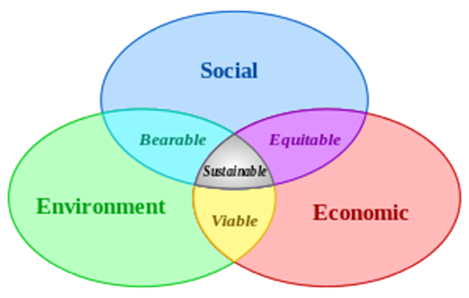 Social
Bearable
Equitable
Sustainable
Environment
Viable
Economic